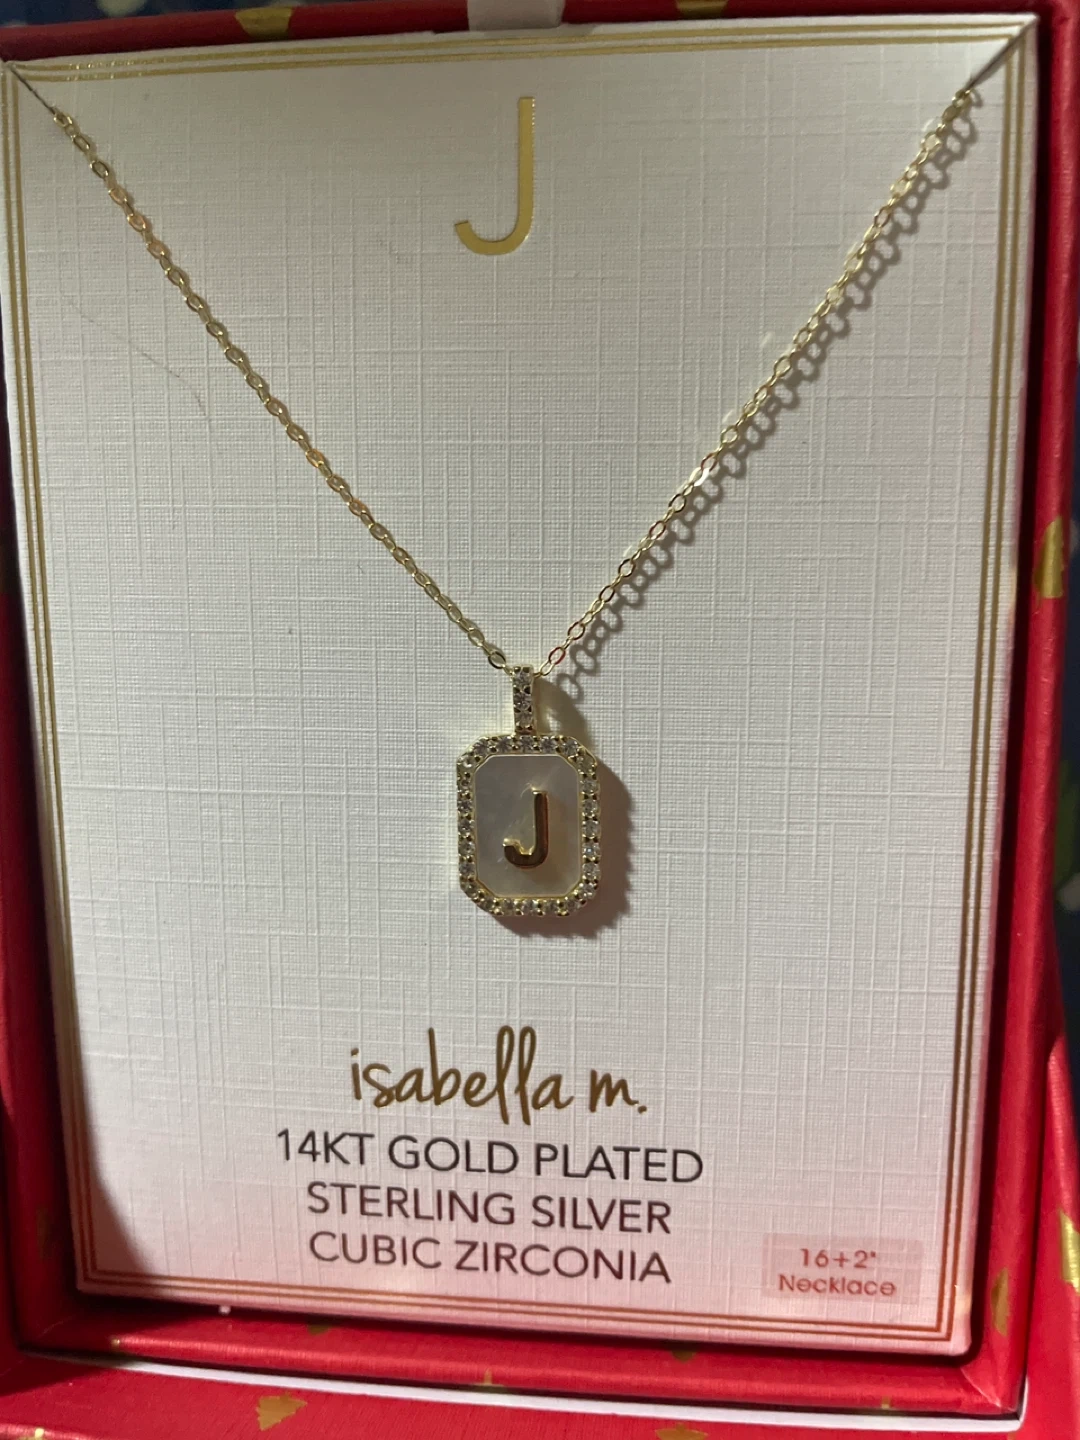 J
J
isabella m.
14KT GOLD PLATED
STERLING SILVER
CUBIC ZIRCONIA
16+2"
Necklace